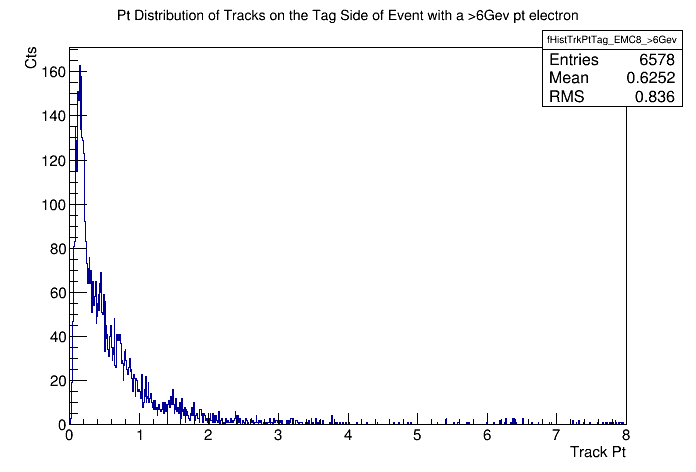 Pt Distribution of Tracks on the Tag Side of Event with a >6Gev pt electron
fHistTrkPtTag_EMC8_>6Gev
Entries 6578
Mean 0.6252
RMS 0.836
Cts
160
140
120
100
80
60
40
20
0
0 1 2 3 4 5 6 7 8
Track Pt